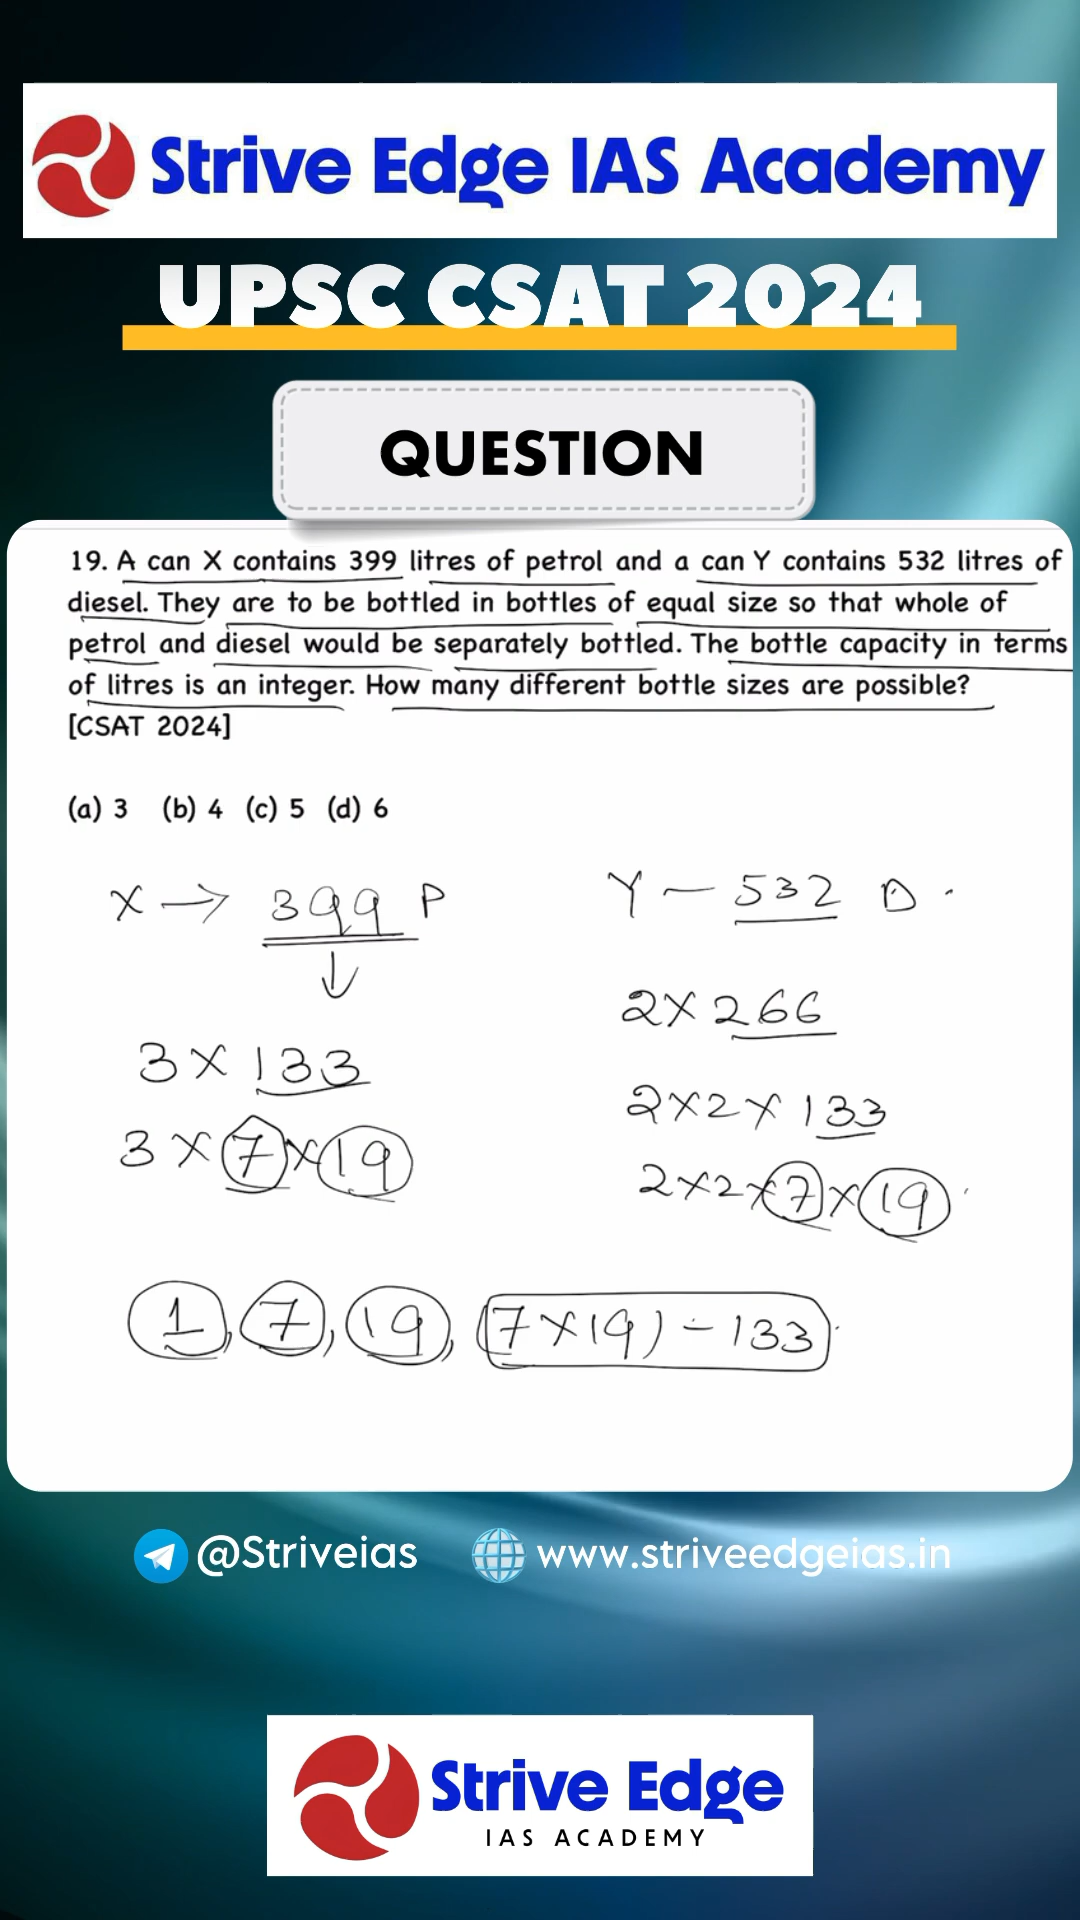 Strive Edge IAS Academy
UPSC CSAT 2024
QUESTION
19. A can X contains 399 litres of petrol and a can Y contains 532 litres of
diesel. They are to be bottled in bottles of equal size so that whole of
petrol and diesel would be separately bottled. The bottle capacity in terms
of litres is an integer. How many different bottle sizes are possible?
[CSAT 2024]
(a) 3 (b) 4 (c) 5 (d) 6
X → 399 P
Y — 532 D
↓
2 × 266
3 × 133
2 × 2 × 133
3 × 7 × 19
2 × 2 × 7 × 19
1, 7, 19, (7 × 19) - 133
@Striveias www.striveedgeias.in
Strive Edge
IAS ACADEMY